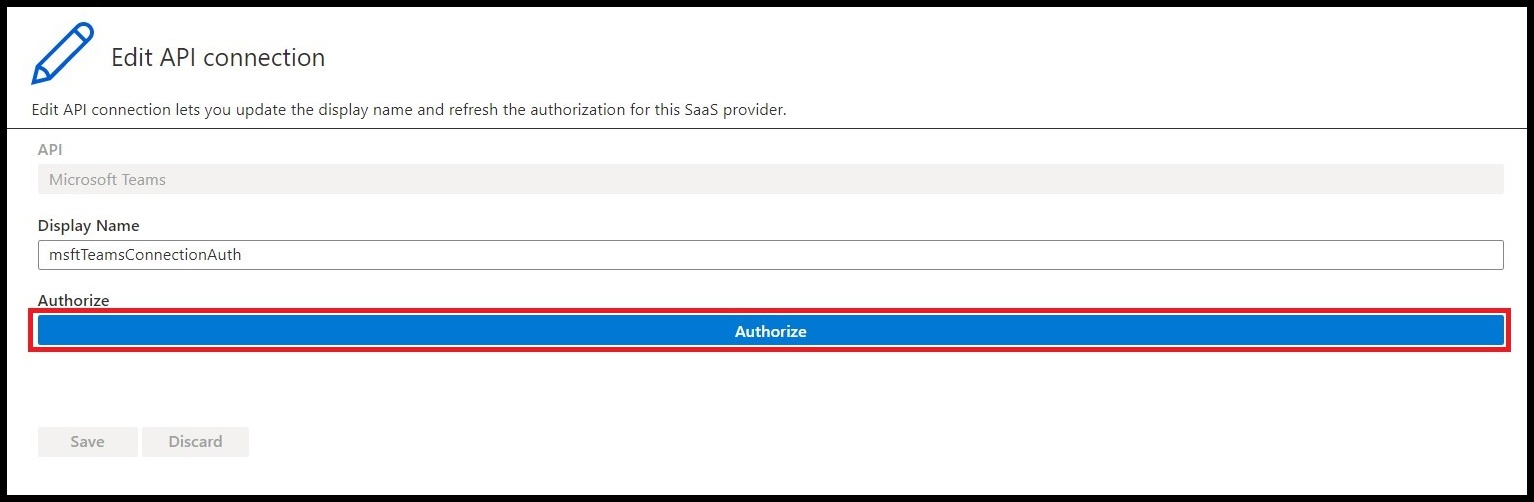 Edit API connection
Edit API connection lets you update the display name and refresh the authorization for this SaaS provider.
API
Microsoft Teams
Display Name
msftTeamsConnectionAuth
Authorize
Authorize
Save Discard